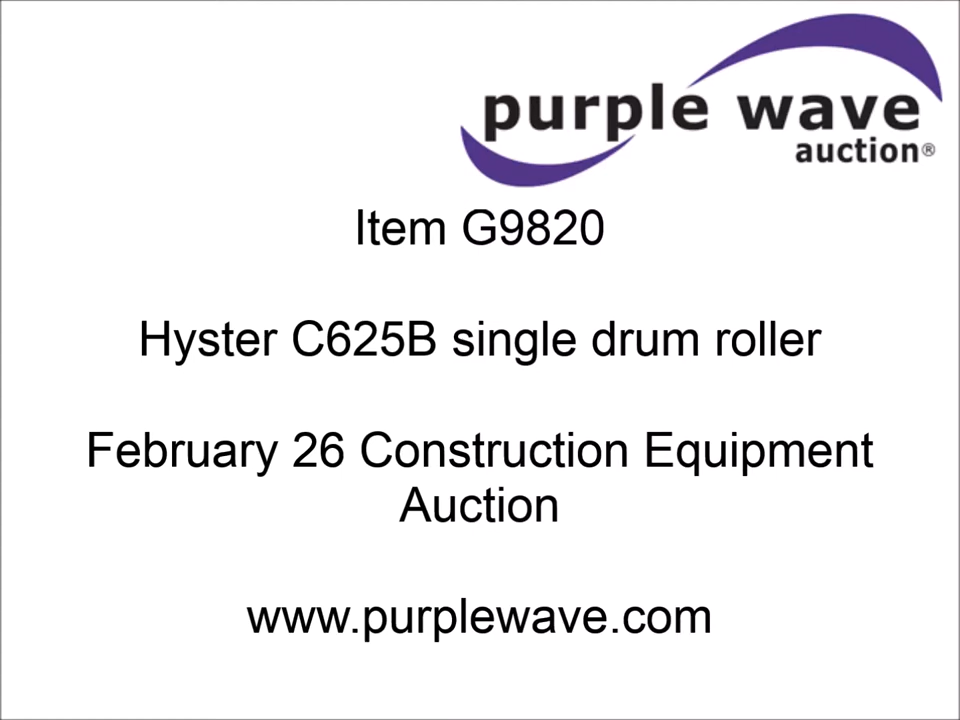 purple wave
auction®
Item G9820
Hyster C625B single drum roller
February 26 Construction Equipment
Auction
www.purplewave.com